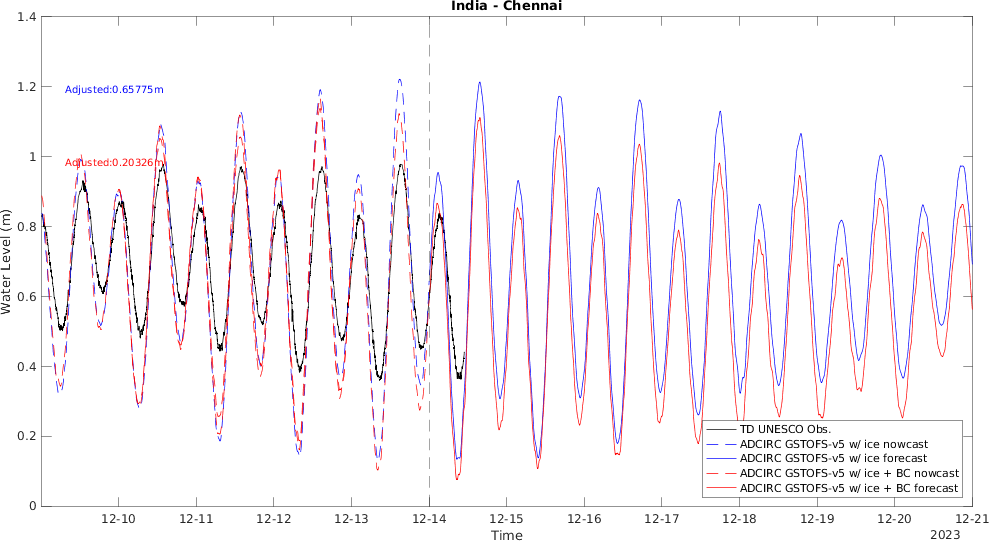 India - Chennai
1.4
1.2
1
0.8
0.6
0.4
0.2
0
Water Level (m)
Adjusted:0.65775m
Adjusted:0.20326m
TD UNESCO Obs.
ADCIRC GSTOFS-v5 w/ ice nowcast
ADCIRC GSTOFS-v5 w/ ice forecast
ADCIRC GSTOFS-v5 w/ ice + BC nowcast
ADCIRC GSTOFS-v5 w/ ice + BC forecast
12-10 12-11 12-12 12-13 12-14 12-15 12-16 12-17 12-18 12-19 12-20 12-21
Time
2023